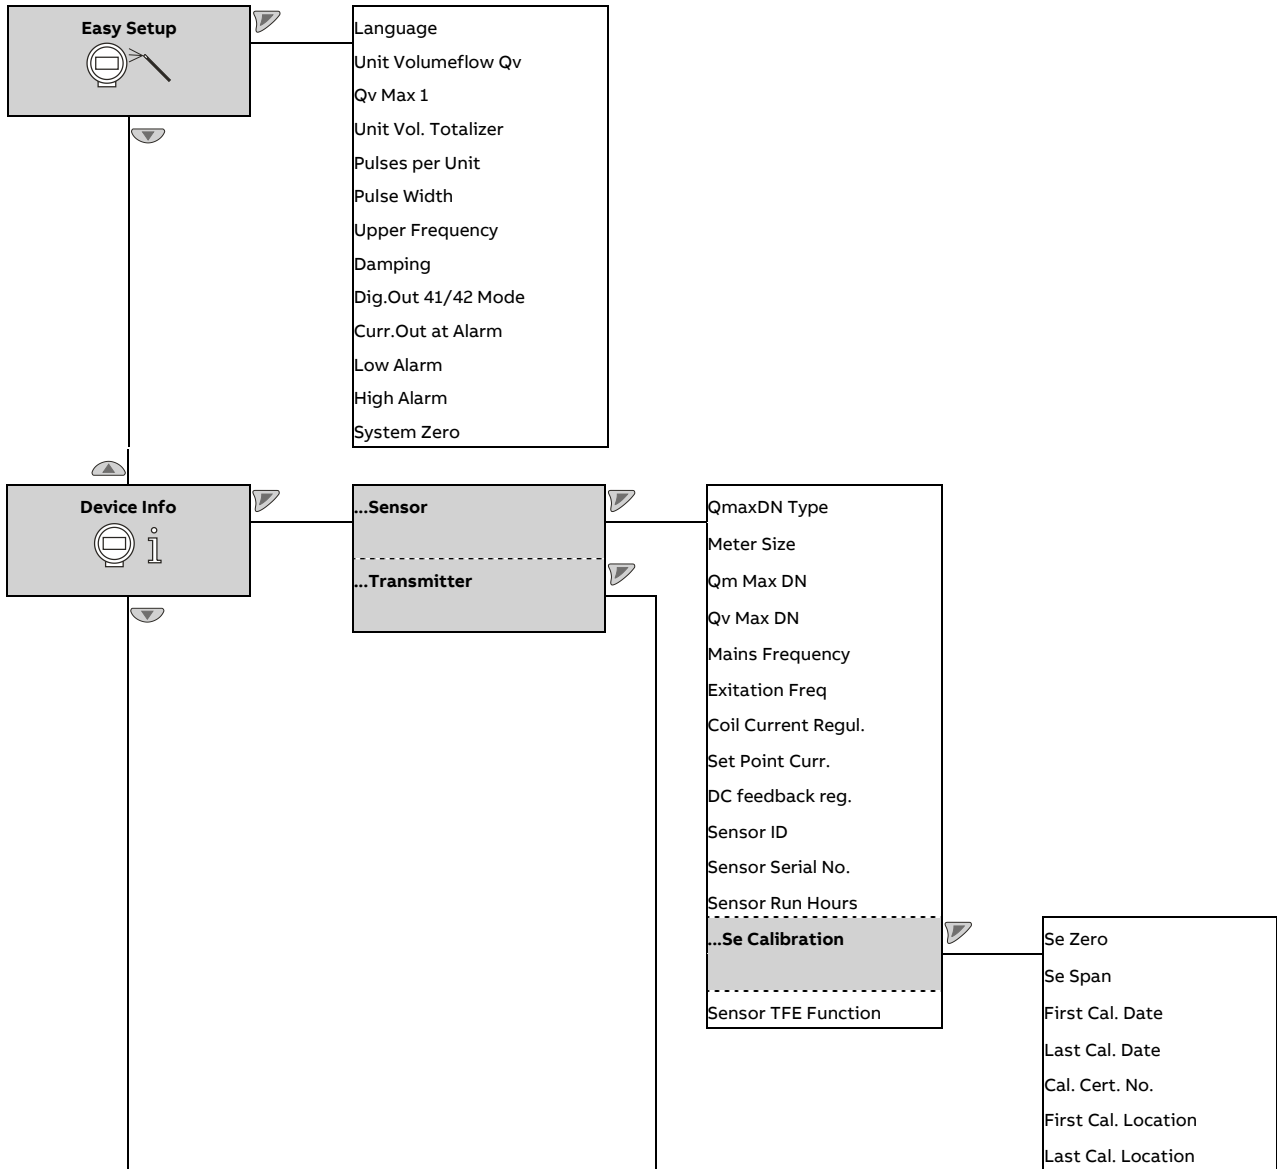 Easy Setup
Language
Unit Volumeflow Qv
Qv Max 1
Unit Vol. Totalizer
Pulses per Unit
Pulse Width
Upper Frequency
Damping
Dig.Out 41/42 Mode
Curr.Out at Alarm
Low Alarm
High Alarm
System Zero
Device Info
...Sensor
...Transmitter
QmaxDN Type
Meter Size
Qm Max DN
Qv Max DN
Mains Frequency
Exitation Freq
Coil Current Regul.
Set Point Curr.
DC feedback reg.
Sensor ID
Sensor Serial No.
Sensor Run Hours
...Se Calibration
Sensor TFE Function
Se Zero
Se Span
First Cal. Date
Last Cal. Date
Cal. Cert. No.
First Cal. Location
Last Cal. Location